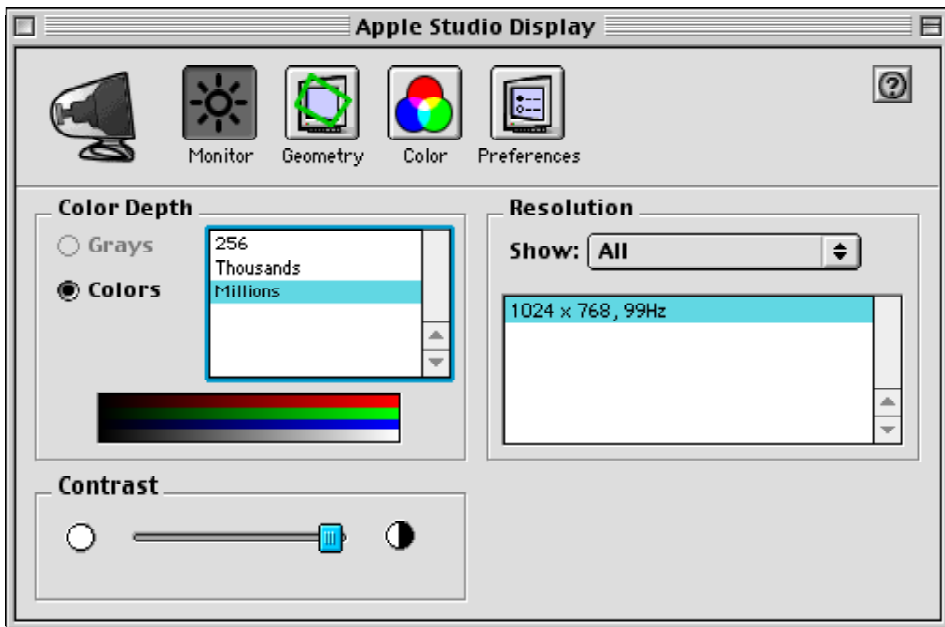 Apple Studio Display
Monitor
Geometry
Color
Preferences
Color Depth
Grays
Colors
256
Thousands
Millions
Resolution
Show: All
1024 x 768, 99Hz
Contrast